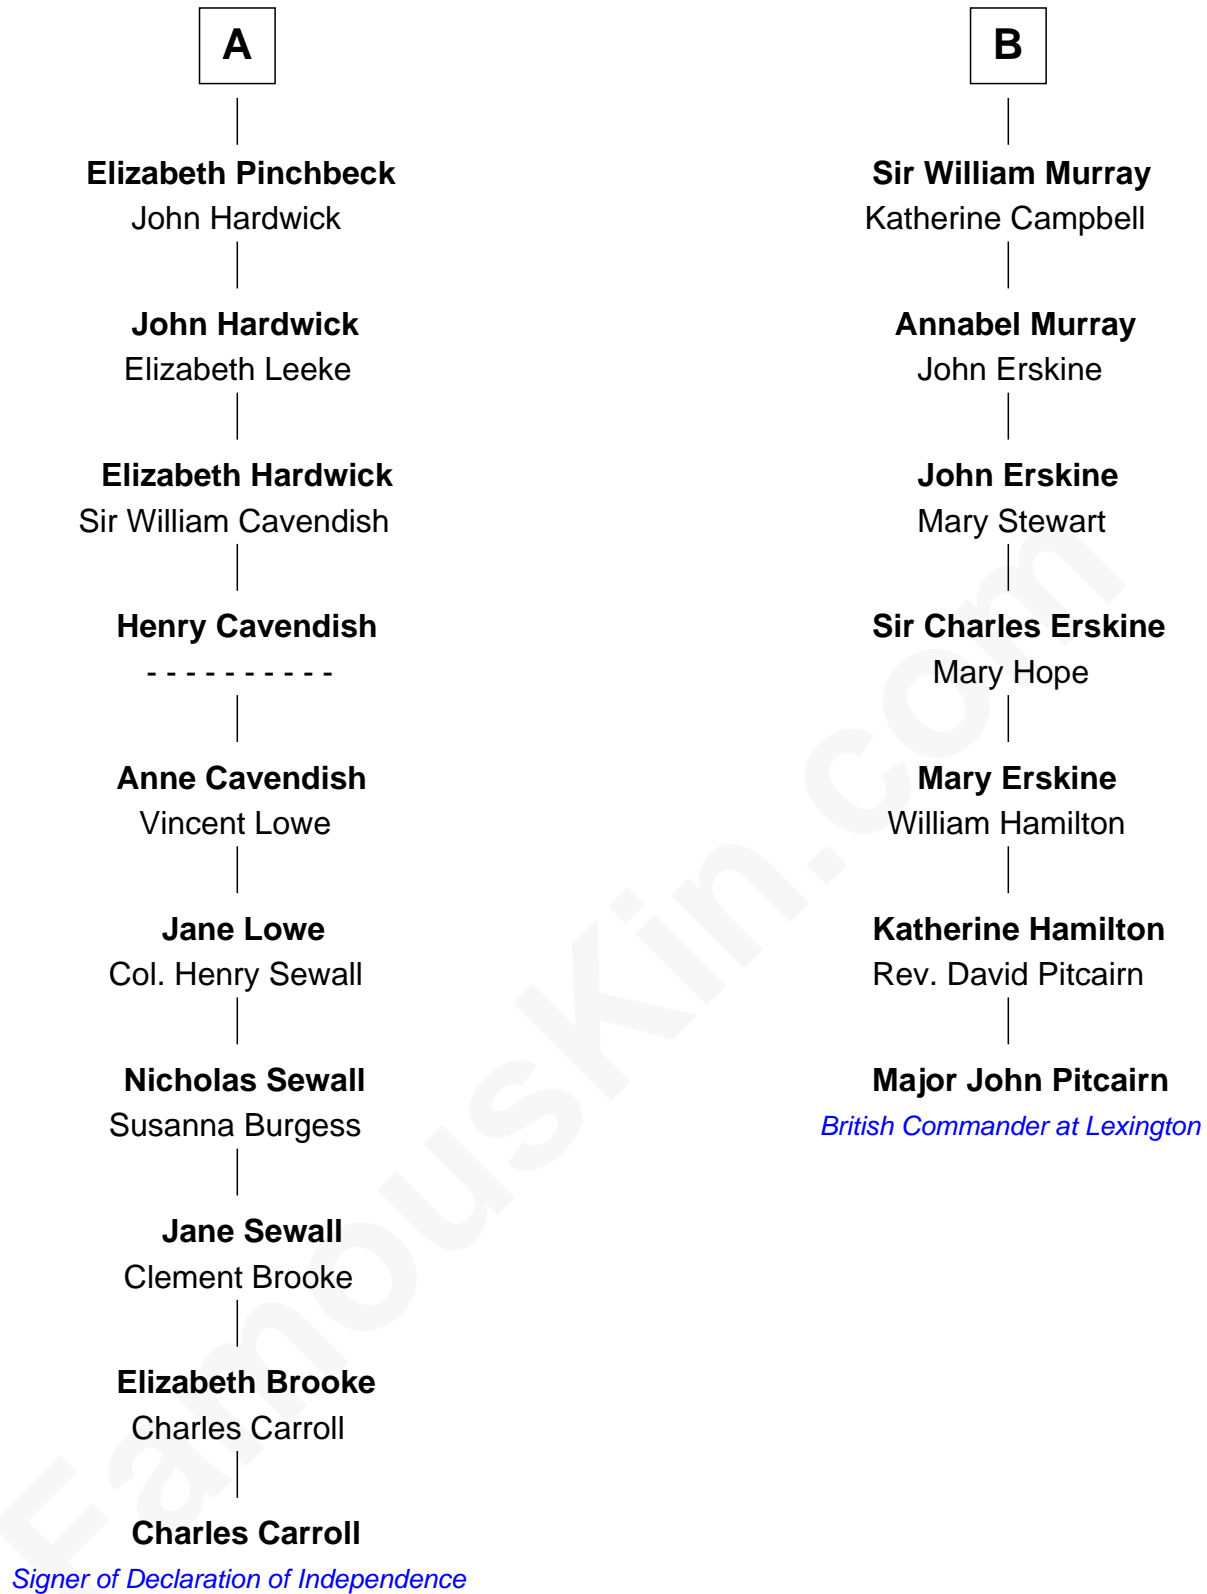 A
Elizabeth Pinchbeck
John Hardwick
John Hardwick
Elizabeth Leeke
Elizabeth Hardwick
Sir William Cavendish
Henry Cavendish
- - - - - - - - - -
Anne Cavendish
Vincent Lowe
Jane Lowe
Col. Henry Sewall
Nicholas Sewall
Susanna Burgess
Jane Sewall
Clement Brooke
Elizabeth Brooke
Charles Carroll
Charles Carroll
Signer of Declaration of Independence
B
Sir William Murray
Katherine Campbell
Annabel Murray
John Erskine
John Erskine
Mary Stewart
Sir Charles Erskine
Mary Hope
Mary Erskine
William Hamilton
Katherine Hamilton
Rev. David Pitcairn
Major John Pitcairn
British Commander at Lexington
FamousKin.com